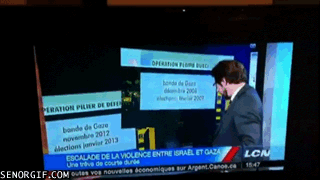 OPERATION PLOMB DURCI
bande de Gaza
décembre 2008
élections février 2009
OPERATION PILIER DE DEFE
bande de Gaza
novembre 2012
élections janvier 2013
ESCALADE DE LA VIOLENCE ENTRE ISRAËL ET GAZA
Une trêve de courte durée
LCN
outes vos nouvelles économiques sur Argent.Canoe.ca
15:47
SENORGIF.COM